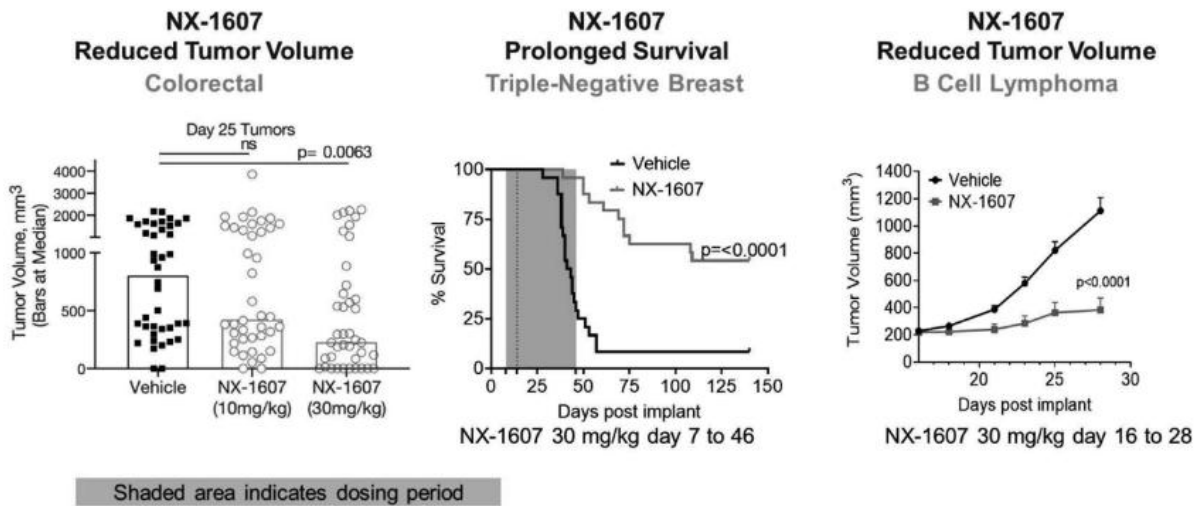 NX-1607
Reduced Tumor Volume
Colorectal
Day 25 Tumors
ns
p= 0.0063
4000
3000
2000
1000
500
0
Tumor Volume, mm³
(Bars at Median)
Vehicle
NX-1607
(10mg/kg)
NX-1607
(30mg/kg)
NX-1607
Prolonged Survival
Triple-Negative Breast
Vehicle
NX-1607
p=<0.0001
100
75
50
25
0
% Survival
0 25 50 75 100 125 150
Days post implant
NX-1607 30 mg/kg day 7 to 46
NX-1607
Reduced Tumor Volume
B Cell Lymphoma
Vehicle
NX-1607
p<0.0001
1400
1200
1000
800
600
400
200
0
Tumor Volume (mm³)
20 25 30
Days post implant
NX-1607 30 mg/kg day 16 to 28
Shaded area indicates dosing period